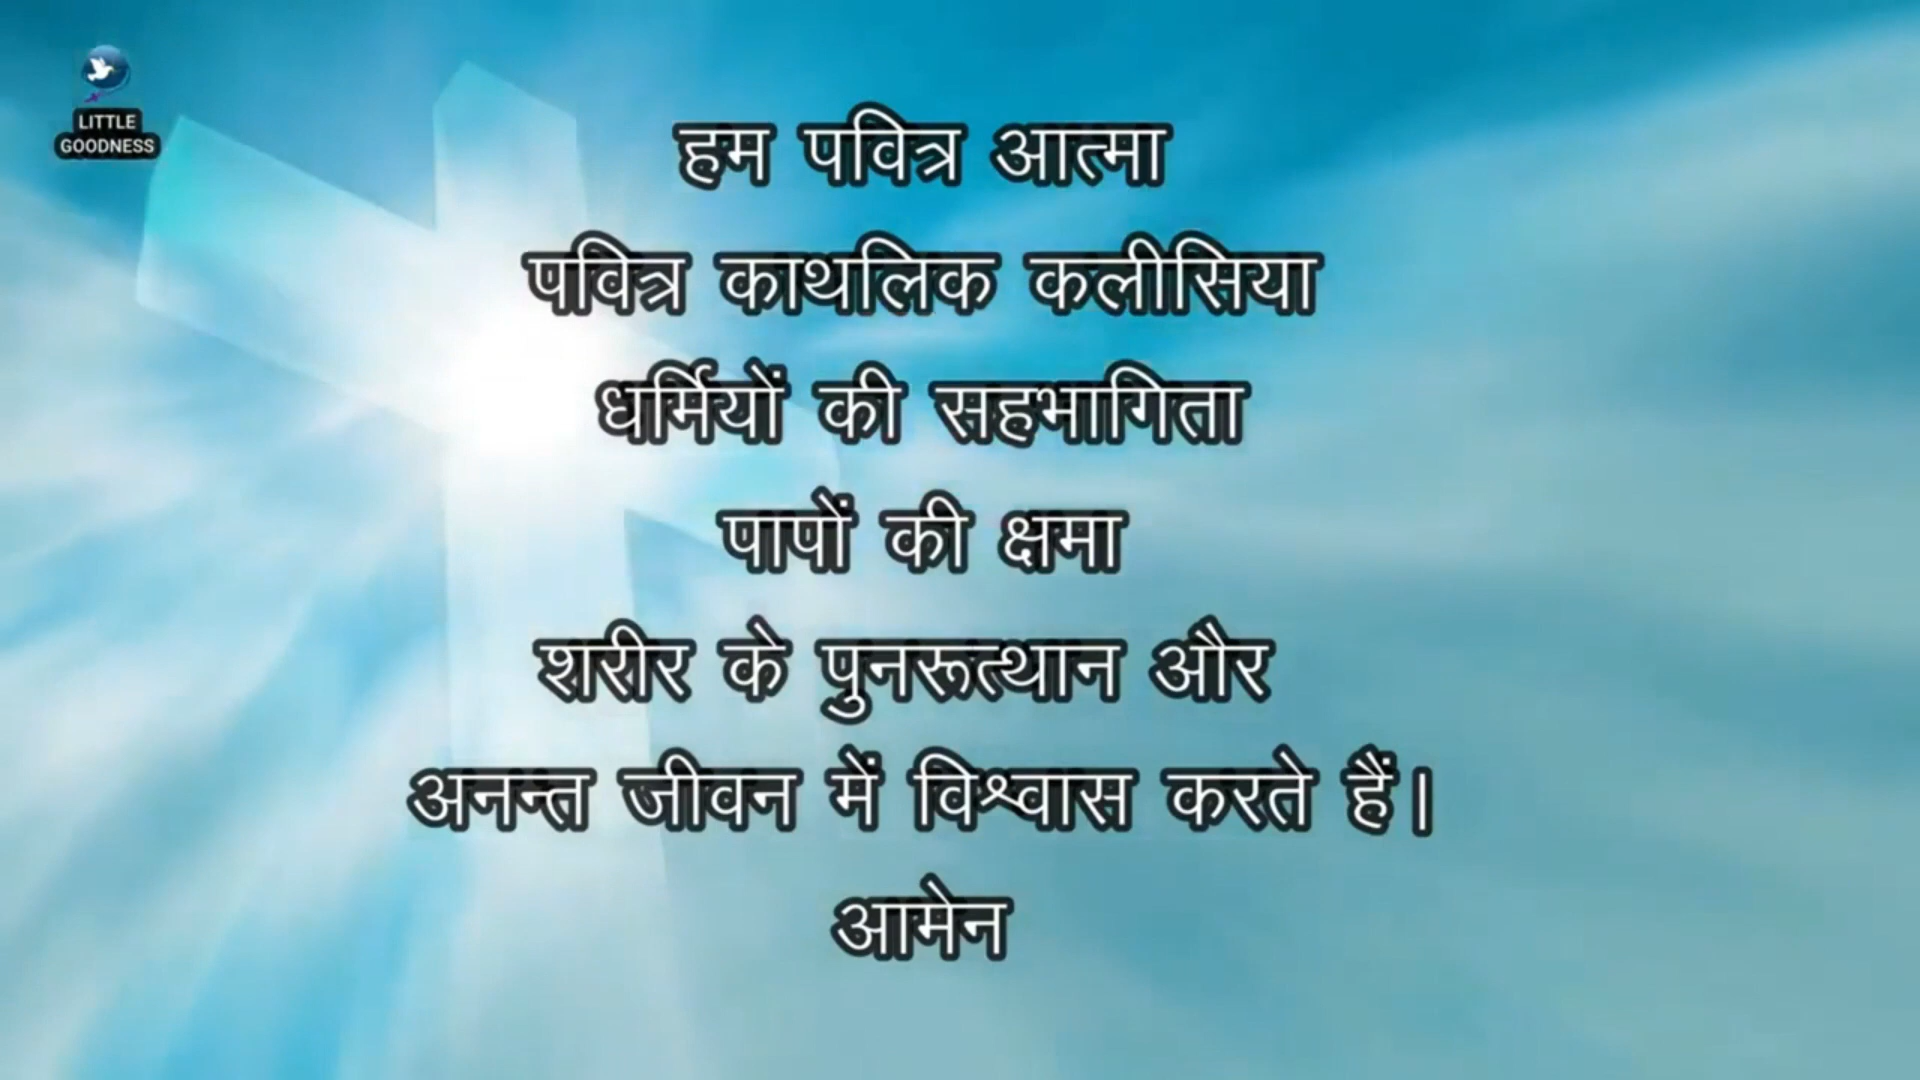 LITTLE
GOODNESS
हम पवित्र आत्मा
पवित्र काथलिक कलीसिया
धर्मियों की सहभागिता
पापों की क्षमा
शरीर के पुनरूत्थान और
अनन्त जीवन में विश्वास करते हैं।
आमेन